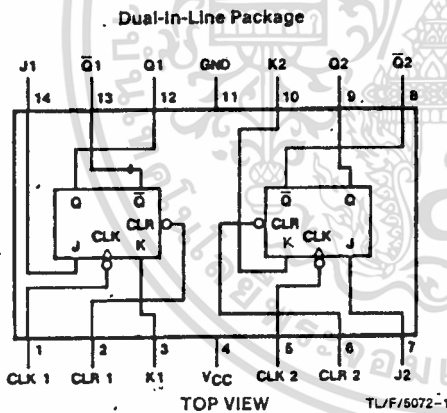 Dual-In-Line Package
J1 Q̅1 Q1 GND K2 Q2 Q̅2
14 13 12 11 10 9 8
Q Q̅ Q̅ Q
CLR CLR
J CLK K K CLK J
1 2 3 4 5 6 7
CLK 1 CLR 1 K1 VCC CLK 2 CLR 2 J2
TOP VIEW
TL/F/5072-1